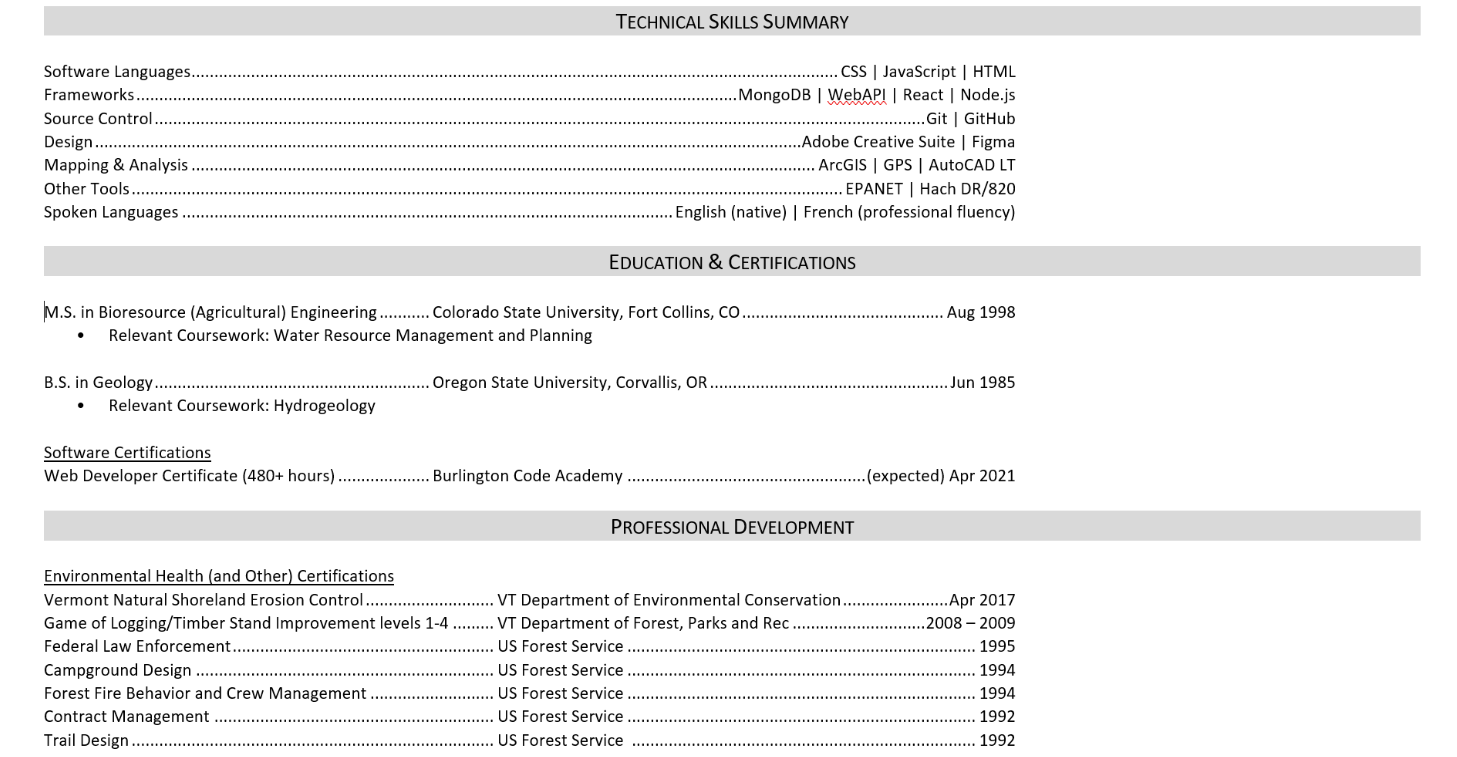 TECHNICAL SKILLS SUMMARY
Software Languages........................................CSS | JavaScript | HTML
Frameworks........................................MongoDB | WebAPI | React | Node.js
Source Control........................................Git | GitHub
Design........................................Adobe Creative Suite | Figma
Mapping & Analysis........................................ArcGIS | GPS | AutoCAD LT
Other Tools........................................EPANET | Hach DR/820
Spoken Languages........................................English (native) | French (professional fluency)
EDUCATION & CERTIFICATIONS
M.S. in Bioresource (Agricultural) Engineering........... Colorado State University, Fort Collins, CO........................................ Aug 1998
• Relevant Coursework: Water Resource Management and Planning
B.S. in Geology........................................ Oregon State University, Corvallis, OR........................................ Jun 1985
• Relevant Coursework: Hydrogeology
Software Certifications
Web Developer Certificate (480+ hours).................... Burlington Code Academy ........................................(expected) Apr 2021
PROFESSIONAL DEVELOPMENT
Environmental Health (and Other) Certifications
Vermont Natural Shoreland Erosion Control............................ VT Department of Environmental Conservation.......................Apr 2017
Game of Logging/Timber Stand Improvement levels 1-4 ......... VT Department of Forest, Parks and Rec .............................2008 – 2009
Federal Law Enforcement........................................ US Forest Service ........................................ 1995
Campground Design ........................................ US Forest Service ........................................ 1994
Forest Fire Behavior and Crew Management ........................... US Forest Service ........................................ 1994
Contract Management ........................................ US Forest Service ........................................ 1992
Trail Design........................................ US Forest Service ........................................ 1992